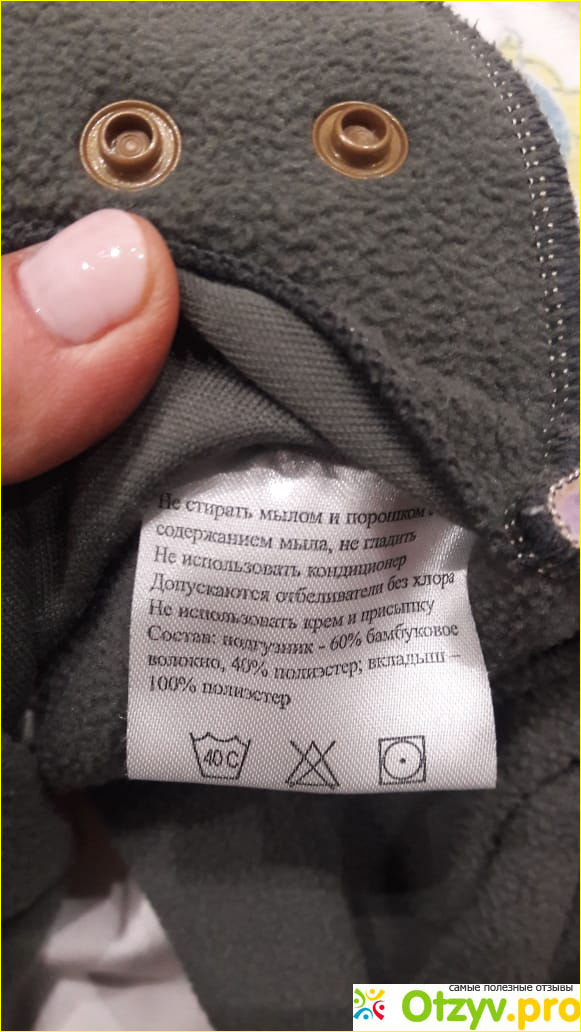 Не стирать мылом и порошком с
содержанием мыла, не гладить
Не использовать кондиционер
Допускаются отбеливатели без хлора
Не использовать крем и присыпку
Состав: подгузник - 60% бамбуковое
волокно, 40% полиэстер; вкладыш –
100% полиэстер
40 C
самые полезные отзывы
Otzyv.pro